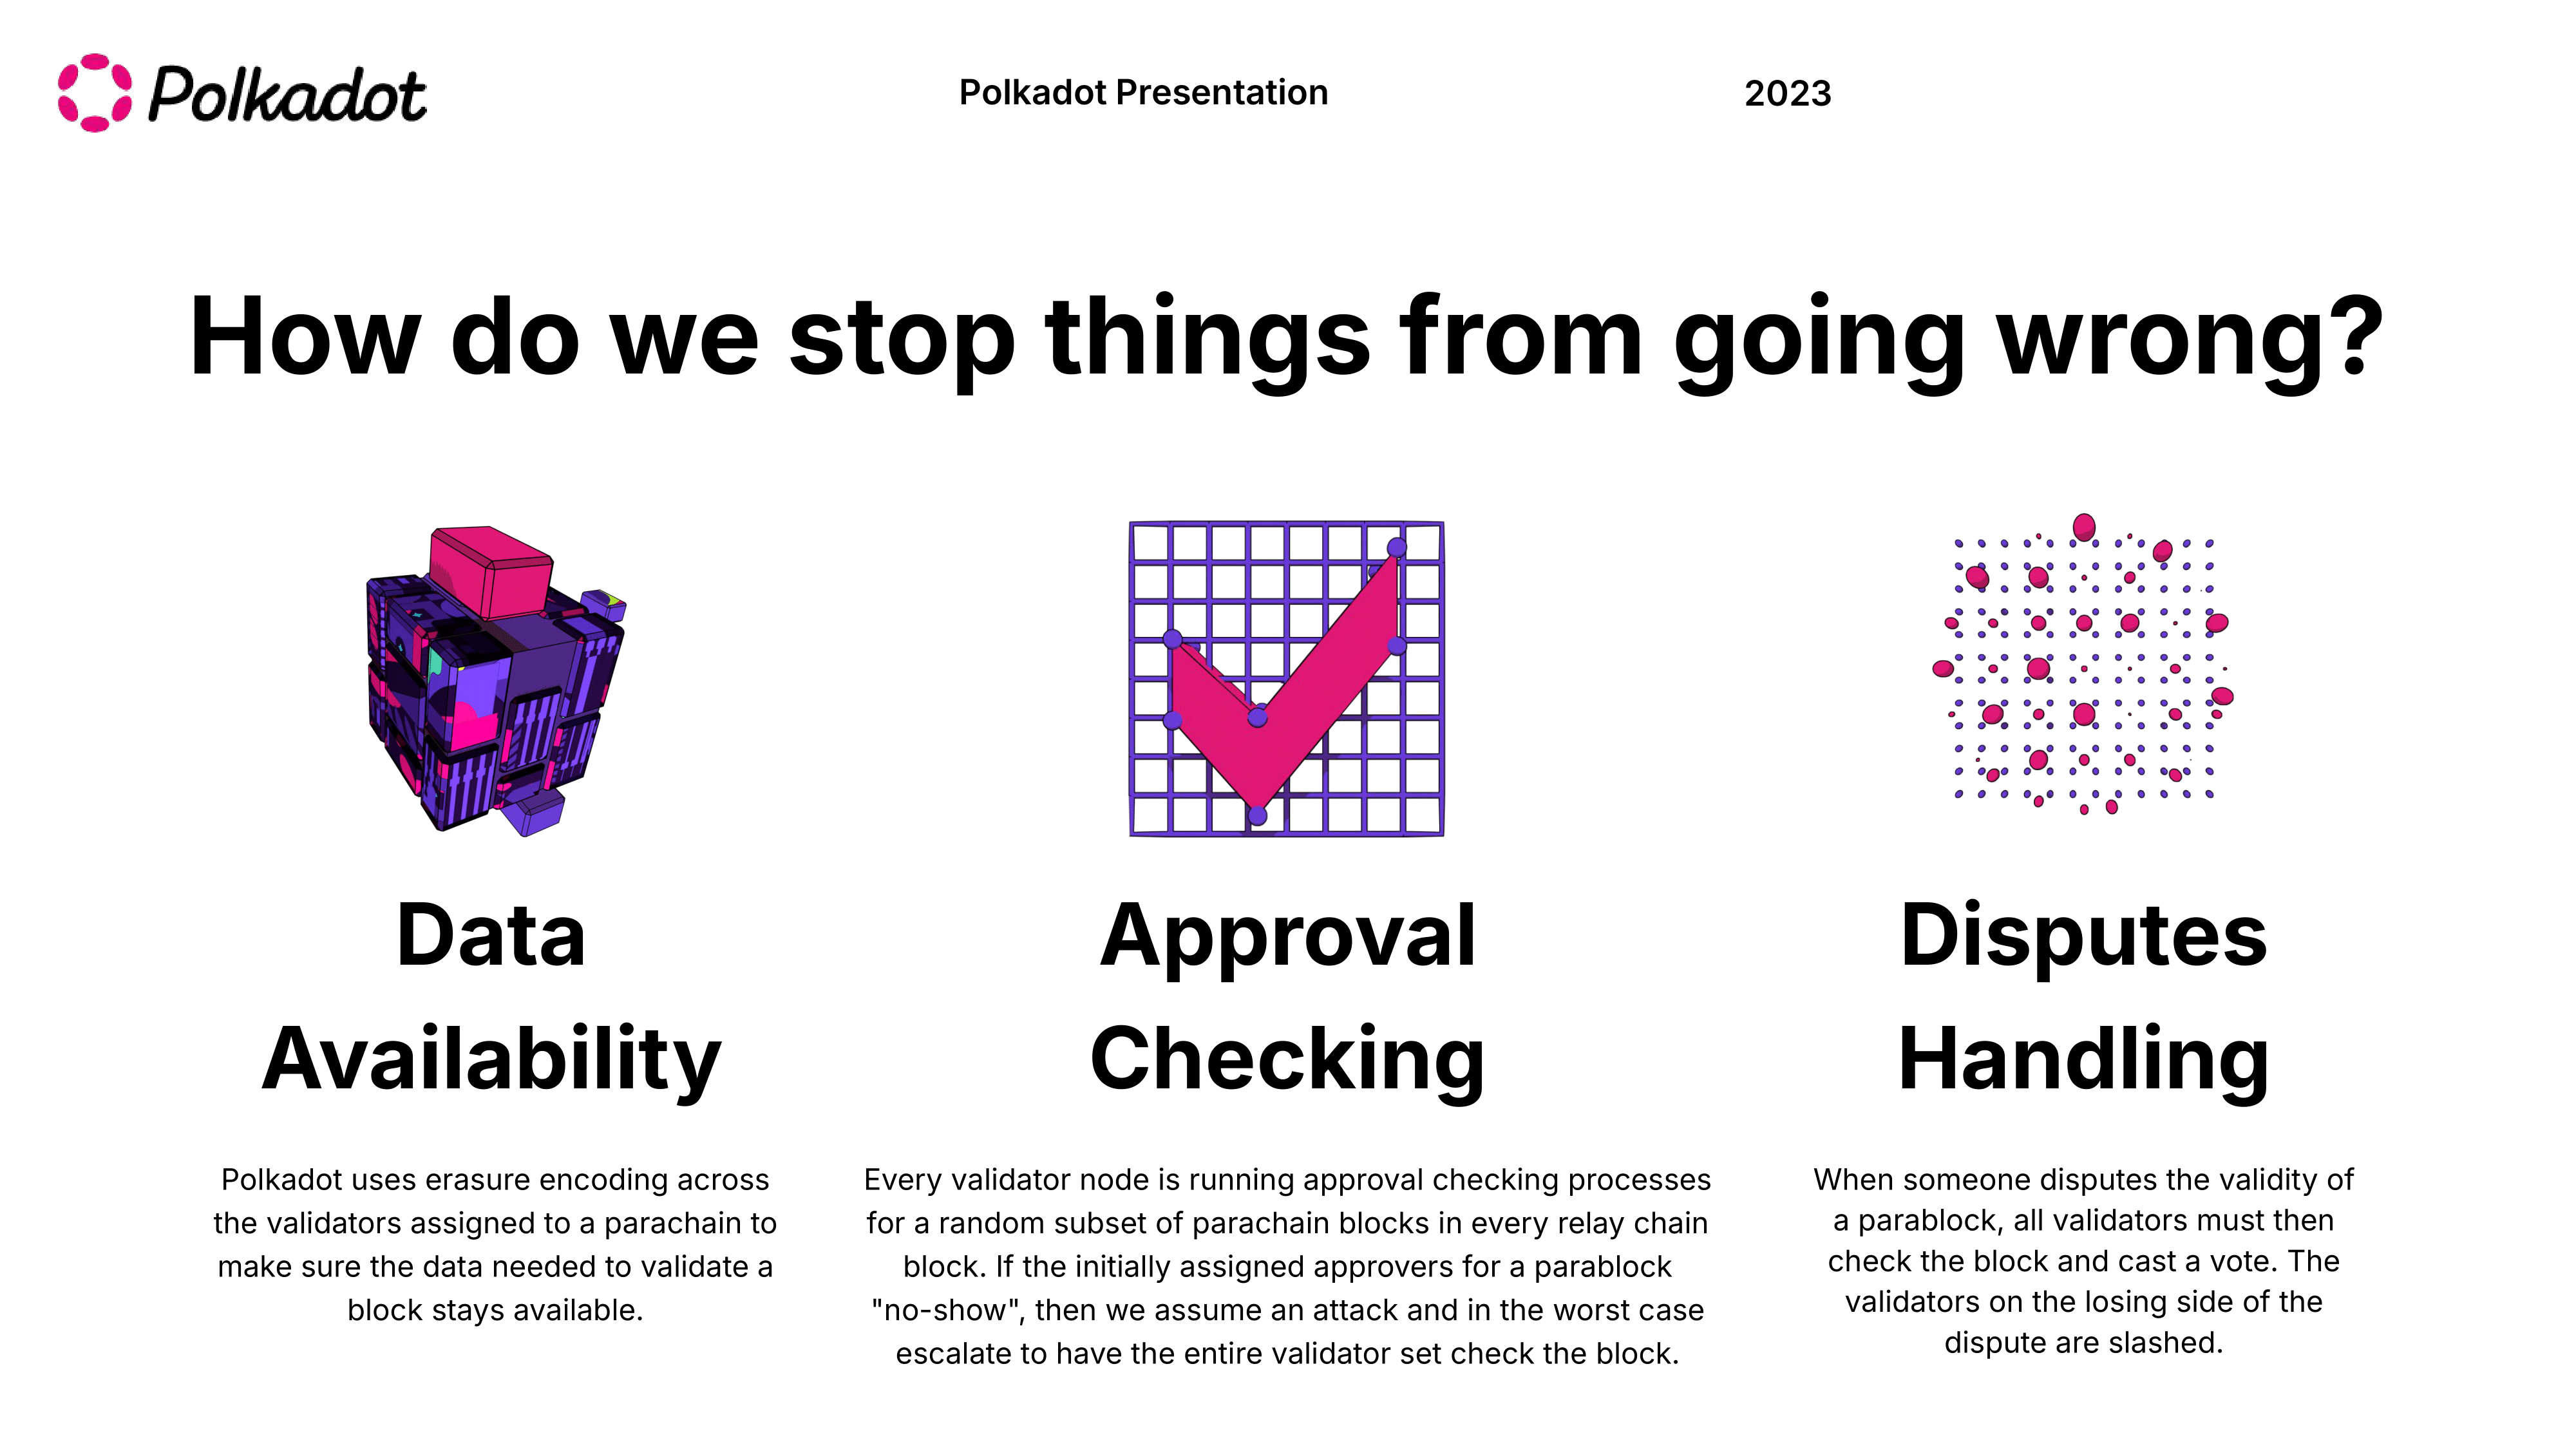 Polkadot
Polkadot Presentation
2023
How do we stop things from going wrong?
Data
Availability
Polkadot uses erasure encoding across
the validators assigned to a parachain to
make sure the data needed to validate a
block stays available.
Approval
Checking
Every validator node is running approval checking processes
for a random subset of parachain blocks in every relay chain
block. If the initially assigned approvers for a parablock
"no-show", then we assume an attack and in the worst case
escalate to have the entire validator set check the block.
Disputes
Handling
When someone disputes the validity of
a parablock, all validators must then
check the block and cast a vote. The
validators on the losing side of the
dispute are slashed.